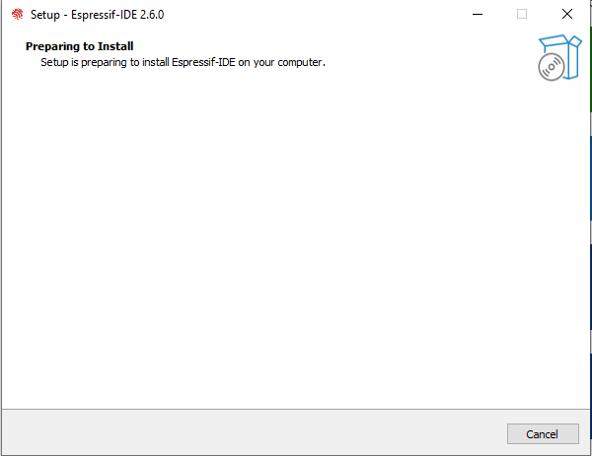 Setup - Espressif-IDE 2.6.0
Preparing to Install
Setup is preparing to install Espressif-IDE on your computer.
Cancel